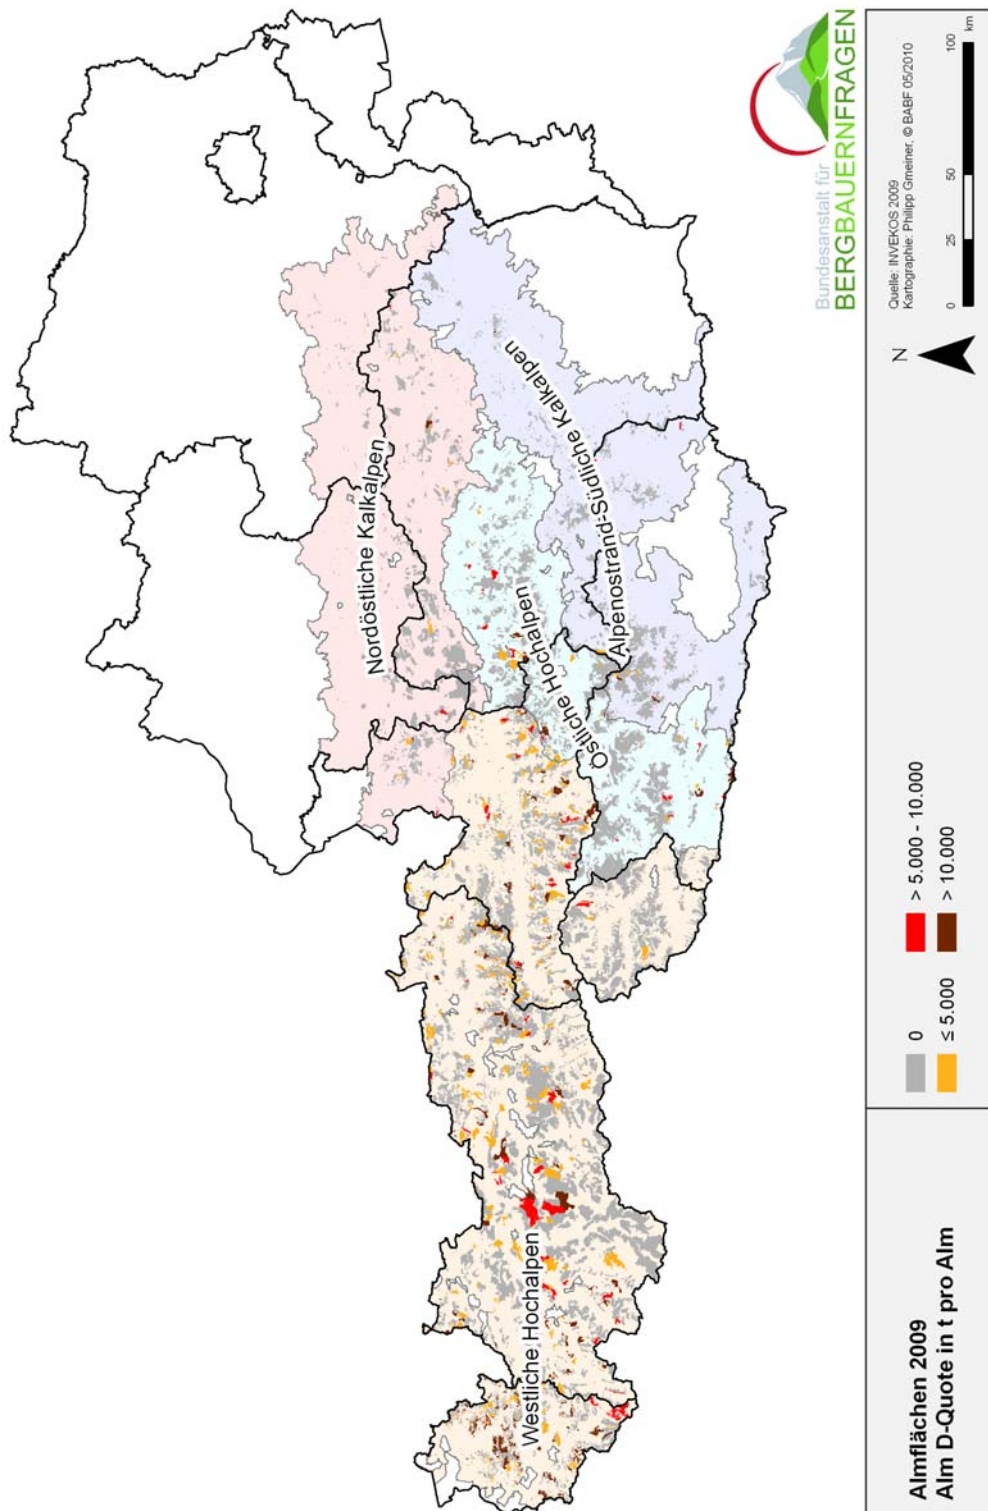 Nordöstliche Kalkalpen
Alpenostrand-Südliche Kalkalpen
Östliche Hochalpen
Westliche Hochalpen
Bundesanstalt für
BERGBAUERNFRAGEN
Almflächen 2009
Alm D-Quote in t pro Alm
0
> 5.000 - 10.000
≤ 5.000
> 10.000
N
Quelle: INVEKOS 2009
Kartographie: Philipp Gmeiner, © BABF 05/2010
0 25 50 100
km